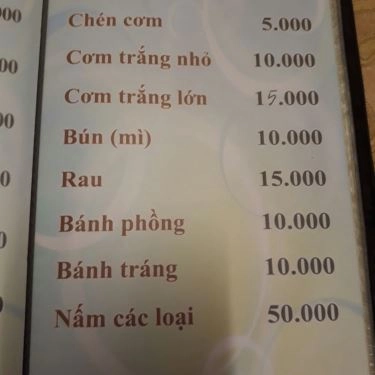 Chén cơm 5.000
Cơm trắng nhỏ 10.000
Cơm trắng lớn 15.000
Bún (mì) 10.000
Rau 15.000
Bánh phồng 10.000
Bánh tráng 10.000
Nấm các loại 50.000